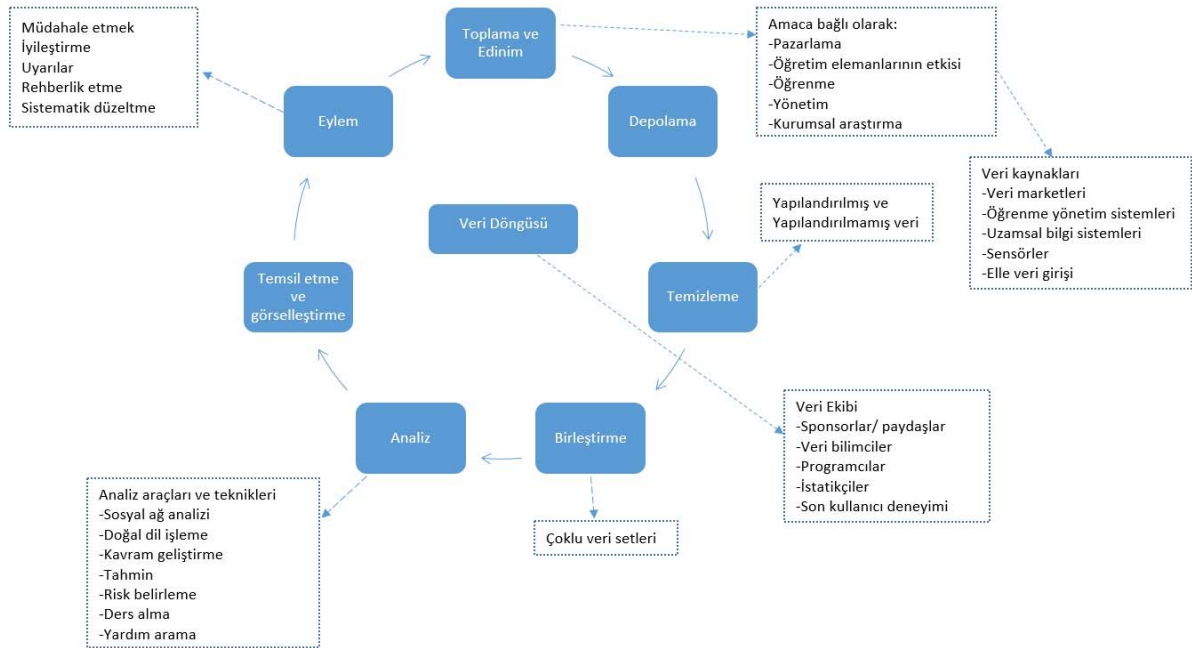 Müdahale etmek
İyileştirme
Uyarılar
Rehberlik etme
Sistematik düzeltme
Toplama ve
Edinim
Amaca bağlı olarak:
-Pazarlama
-Öğretim elemanlarının etkisi
-Öğrenme
-Yönetim
-Kurumsal araştırma
Eylem
Depolama
Veri kaynakları
-Veri marketleri
-Öğrenme yönetim sistemleri
-Uzamsal bilgi sistemleri
-Sensörler
-Elle veri girişi
Veri Döngüsü
Yapılandırılmış ve
Yapılandırılmamış veri
Temsil etme
ve
görselleştirme
Temizleme
Veri Ekibi
-Sponsorlar/ paydaşlar
-Veri bilimciler
-Programcılar
-İstatikçiler
-Son kullanıcı deneyimi
Analiz
Birleştirme
Analiz araçları ve teknikleri
-Sosyal ağ analizi
-Doğal dil işleme
-Kavram geliştirme
-Tahmin
-Risk belirleme
-Ders alma
-Yardım arama
Çoklu veri setleri